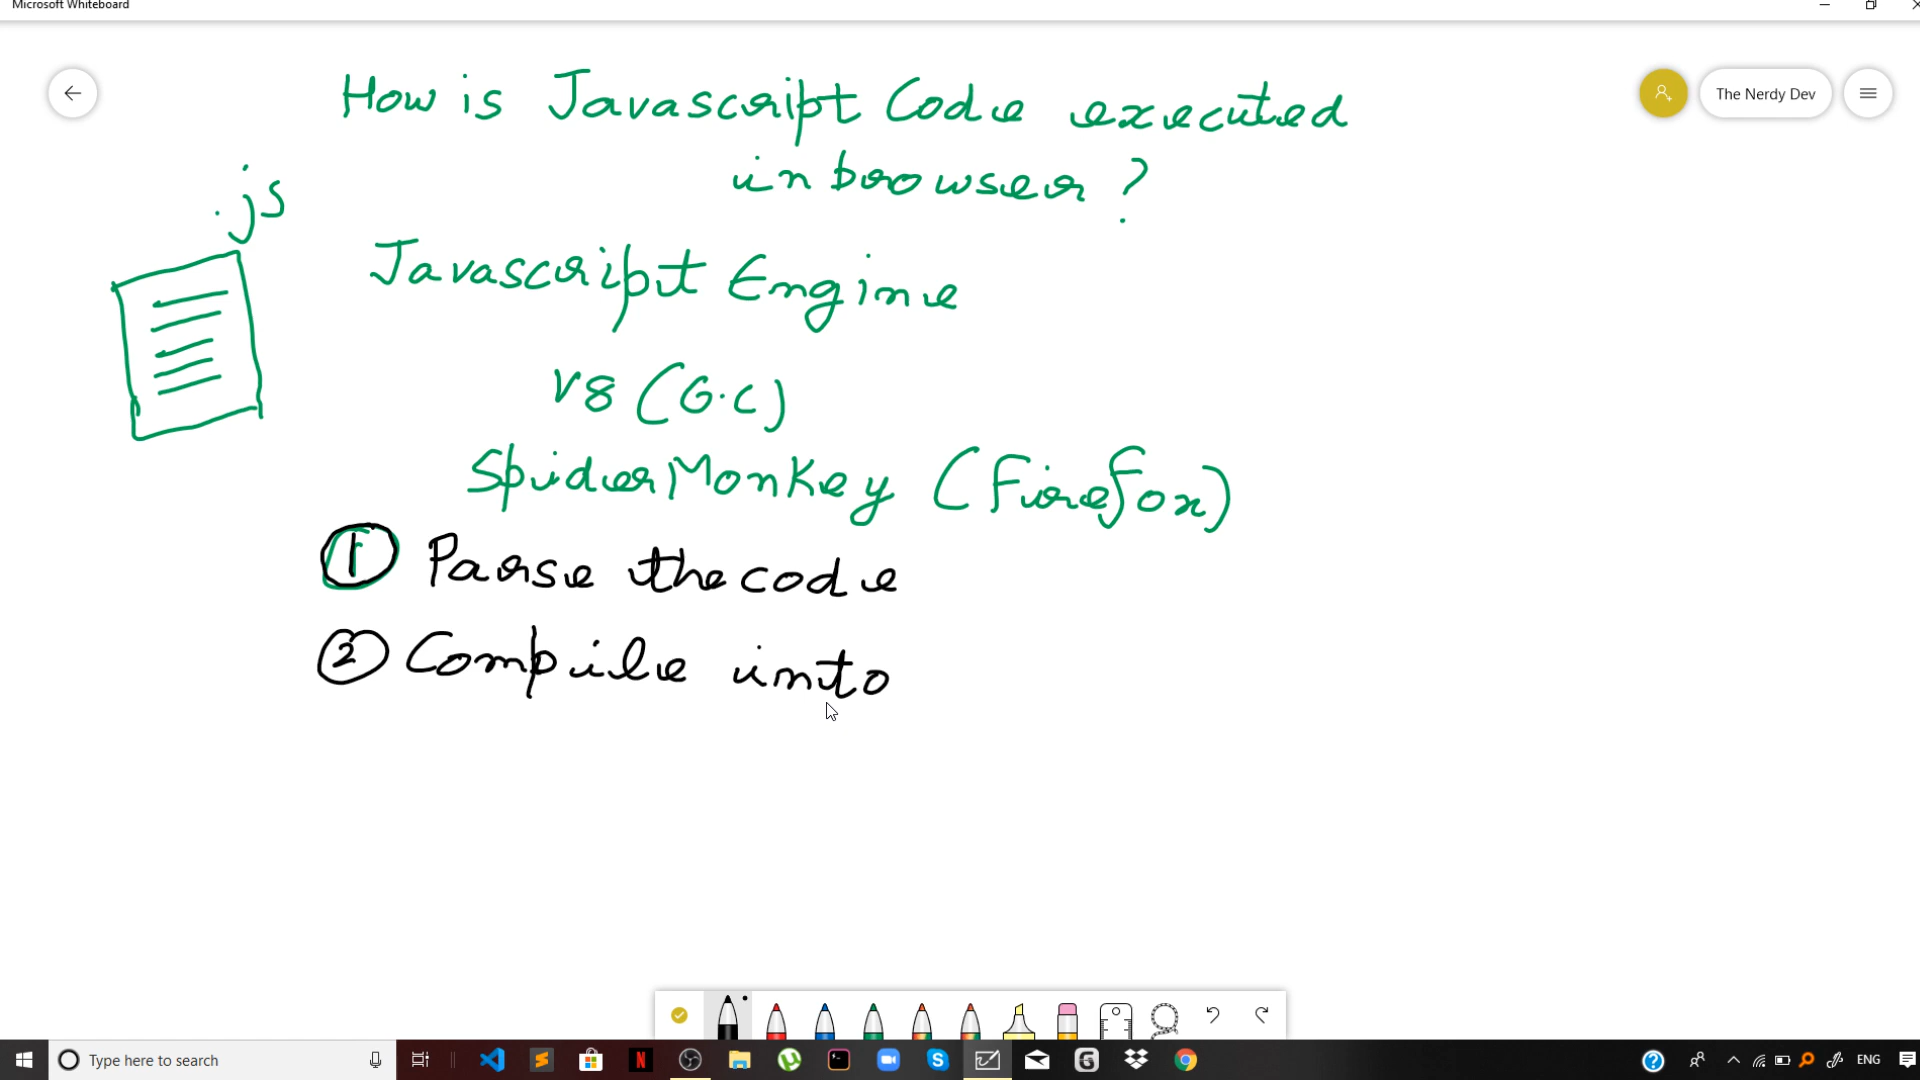 Microsoft Whiteboard
How is Javascript Code executed
in browser ?
The Nerdy Dev
.js
Javascript Engine
V8 (G.C)
SpiderMonkey (Firefox)
1 Parse the code
2 Compile into
Type here to search
ENG